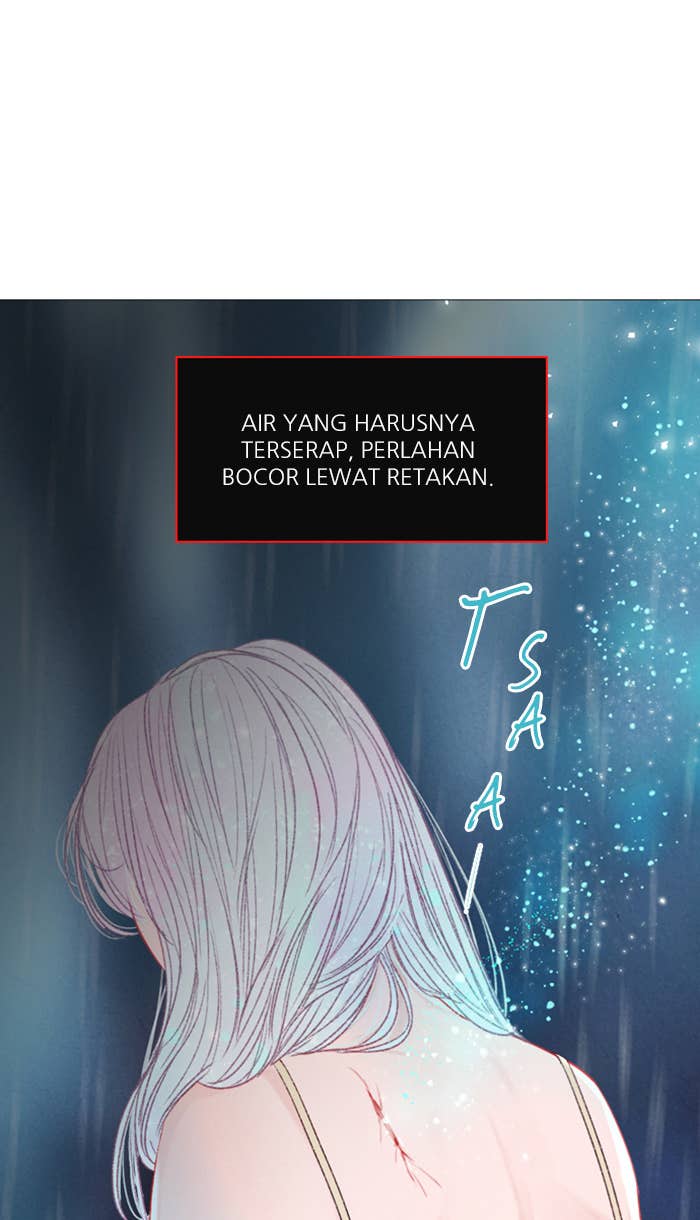 AIR YANG HARUSNYA
TERSERAP, PERLAHAN
BOCOR LEWAT RETAKAN.
TSAA